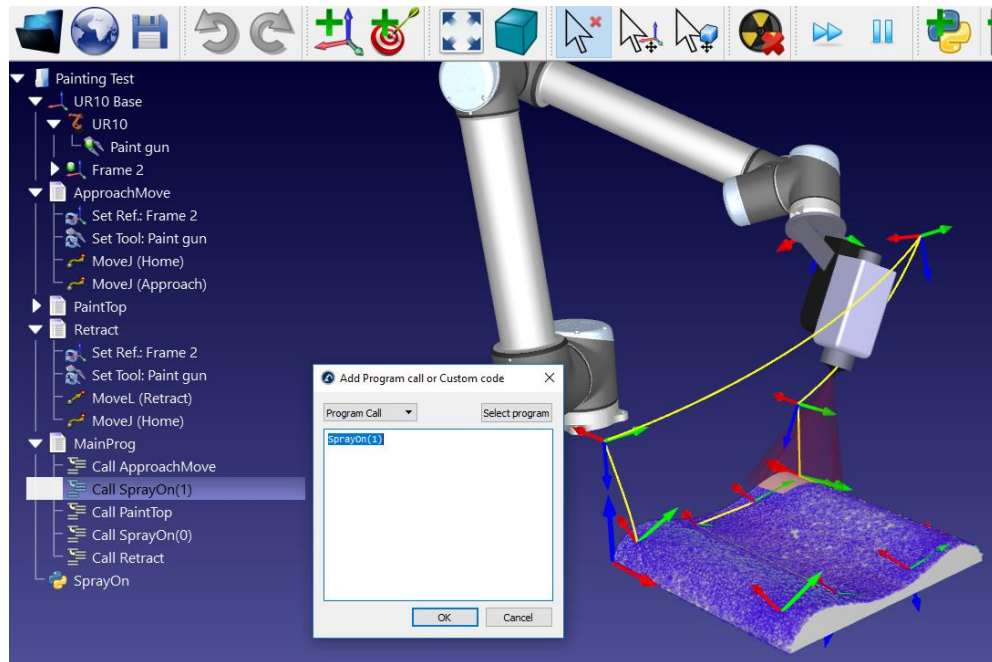 Painting Test
UR10 Base
UR10
Paint gun
Frame 2
ApproachMove
Set Ref.: Frame 2
Set Tool: Paint gun
MoveJ (Home)
MoveJ (Approach)
PaintTop
Retract
Set Ref.: Frame 2
Set Tool: Paint gun
MoveL (Retract)
MoveJ (Home)
MainProg
Call ApproachMove
Call SprayOn(1)
Call PaintTop
Call SprayOn(0)
Call Retract
SprayOn
Add Program call or Custom code
Program Call
Select program
SprayOn(1)
OK
Cancel